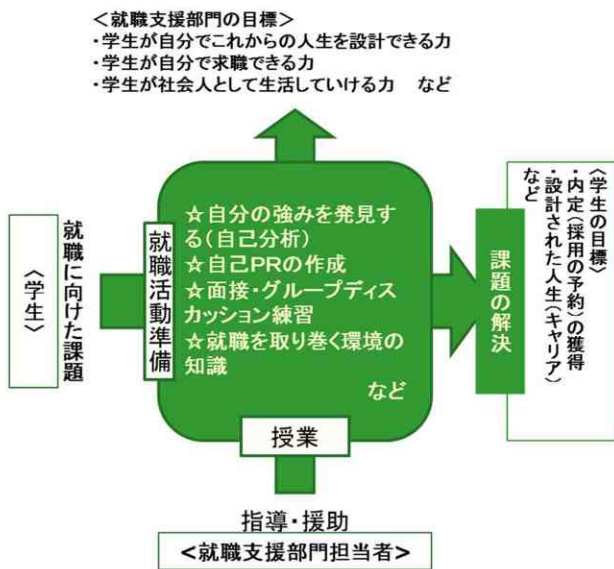 ＜就職支援部門の目標＞
・学生が自分でこれからの人生を設計できる力
・学生が自分で求職できる力
・学生が社会人として生活していける力　など
〈学生〉
就職に向けた課題
就職活動準備
☆自分の強みを発見す
る(自己分析)
☆自己PRの作成
☆面接・グループディス
カッション練習
☆就職を取り巻く環境の
知識
など
課題の解決
〈学生の目標〉
・内定(採用の予約)の獲得
・設計された人生(キャリア)
など
授業
指導・援助
＜就職支援部門担当者＞